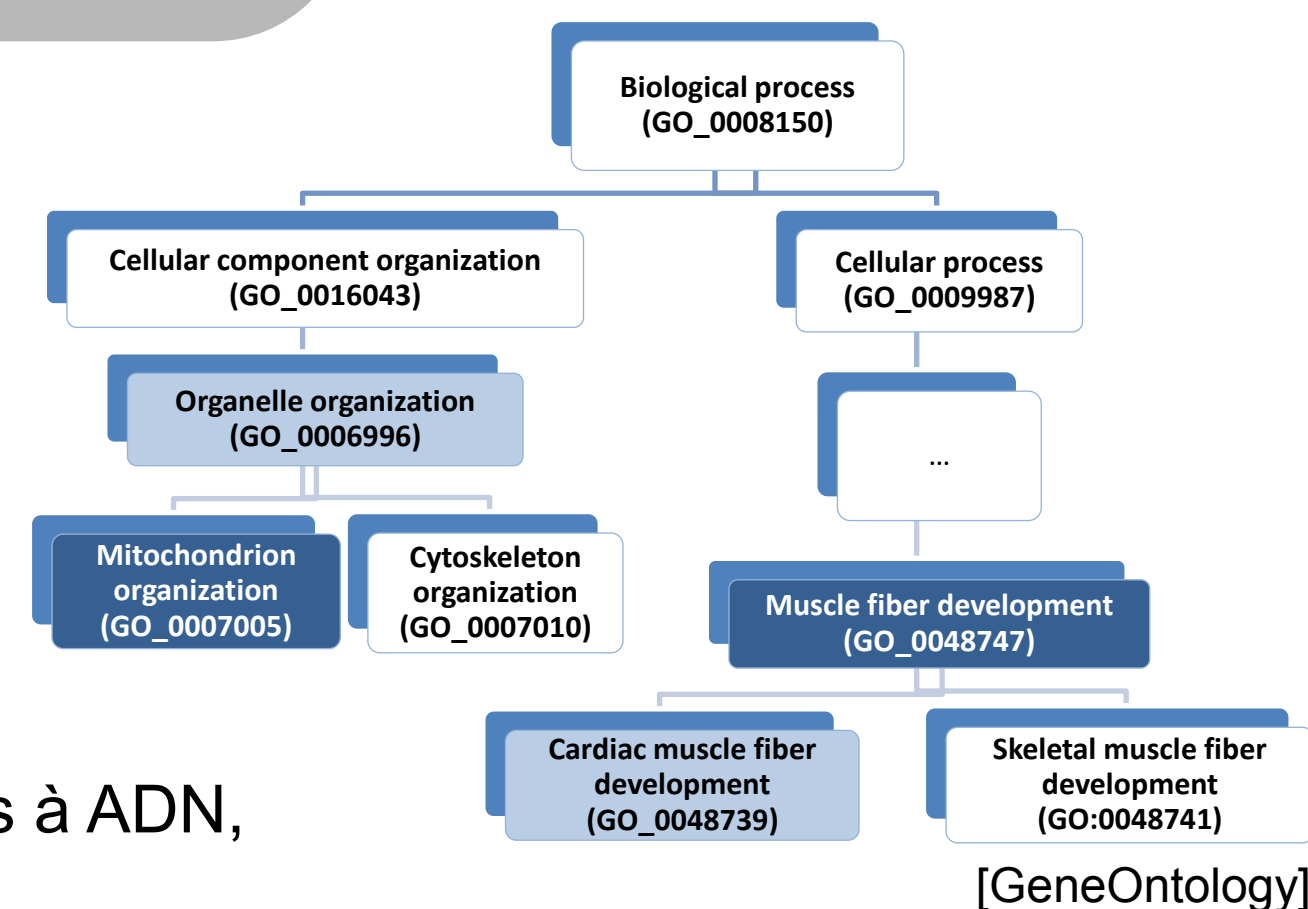 Biological process
(GO_0008150)
Cellular component organization
(GO_0016043)
Cellular process
(GO_0009987)
Organelle organization
(GO_0006996)
...
Mitochondrion
organization
(GO_0007005)
Cytoskeleton
organization
(GO_0007010)
Muscle fiber development
(GO_0048747)
Cardiac muscle fiber
development
(GO_0048739)
Skeletal muscle fiber
development
(GO:0048741)
s à ADN,
[GeneOntology]